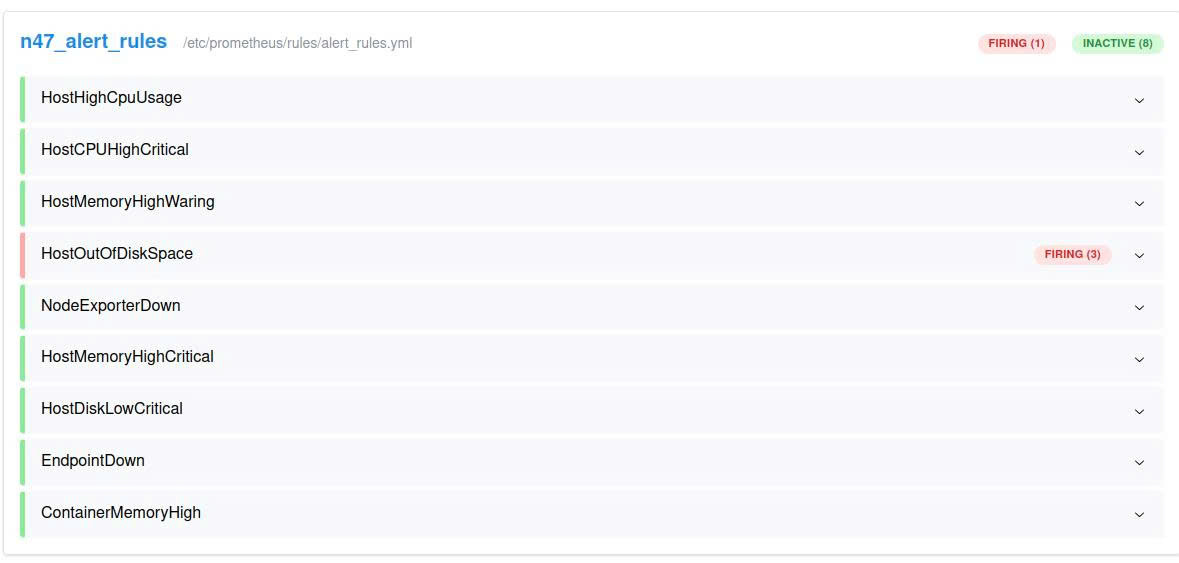 n47_alert_rules /etc/prometheus/rules/alert_rules.yml FIRING (1) INACTIVE (8)
HostHighCpuUsage
HostCPUHighCritical
HostMemoryHighWaring
HostOutOfDiskSpace FIRING (3)
NodeExporterDown
HostMemoryHighCritical
HostDiskLowCritical
EndpointDown
ContainerMemoryHigh